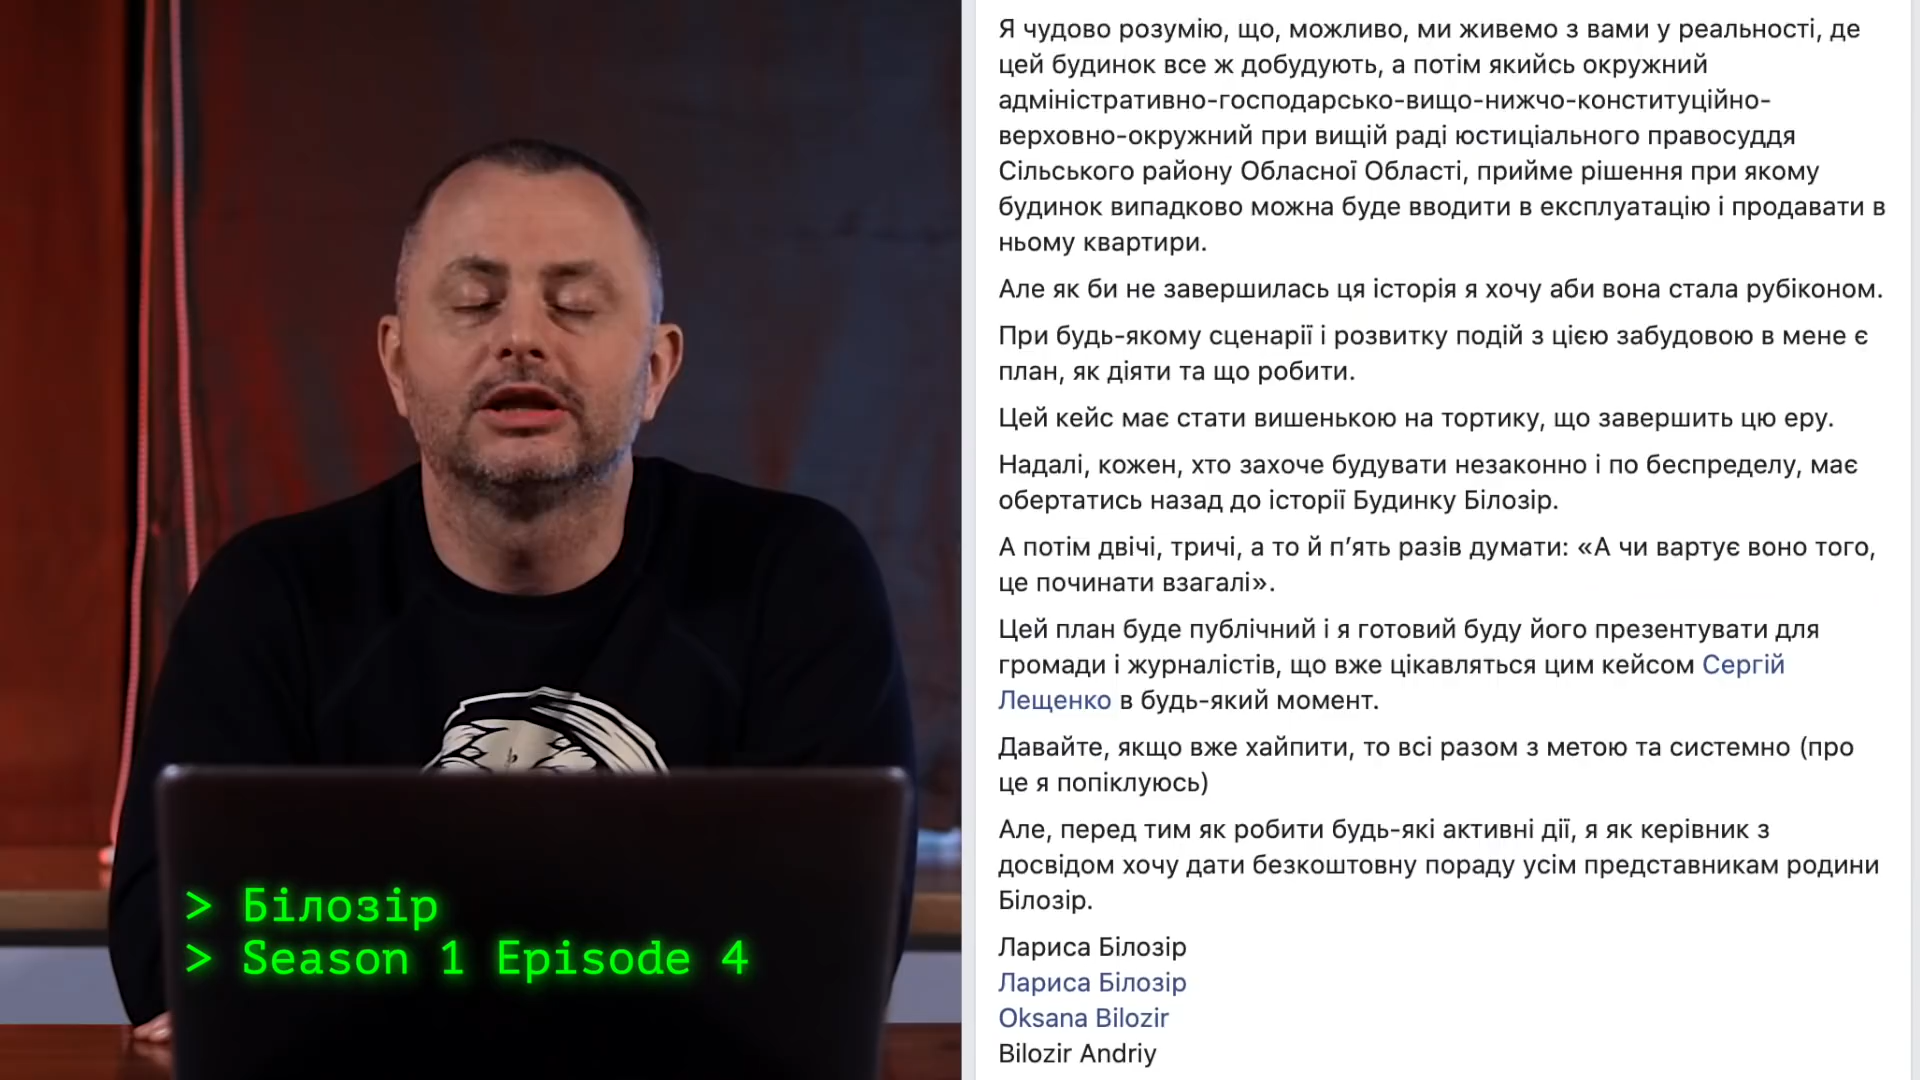 > Білозір
> Season 1 Episode 4
Я чудово розумію, що, можливо, ми живемо з вами у реальності, де
цей будинок все ж добудують, а потім якийсь окружний
адміністративно-господарсько-вищо-нижчо-конституційно-
верховно-окружний при вищій раді юстиціального правосуддя
Сільського району Обласної Області, прийме рішення при якому
будинок випадково можна буде вводити в експлуатацію і продавати в
ньому квартири.
Але як би не завершилась ця історія я хочу аби вона стала рубіконом.
При будь-якому сценарії і розвитку подій з цією забудовою в мене є
план, як діяти та що робити.
Цей кейс має стати вишенькою на тортику, що завершить цю еру.
Надалі, кожен, хто захоче будувати незаконно і по беспределу, має
обертатись назад до історії Будинку Білозір.
А потім двічі, тричі, а то й п’ять разів думати: «А чи вартує воно того,
це починати взагалі».
Цей план буде публічний і я готовий буду його презентувати для
громади і журналістів, що вже цікавляться цим кейсом Сергій
Лещенко в будь-який момент.
Давайте, якщо вже хайпити, то всі разом з метою та системно (про
це я попіклуюсь)
Але, перед тим як робити будь-які активні дії, я як керівник з
досвідом хочу дати безкоштовну пораду усім представникам родини
Білозір.
Лариса Білозір
Лариса Білозір
Oksana Bilozir
Bilozir Andriy